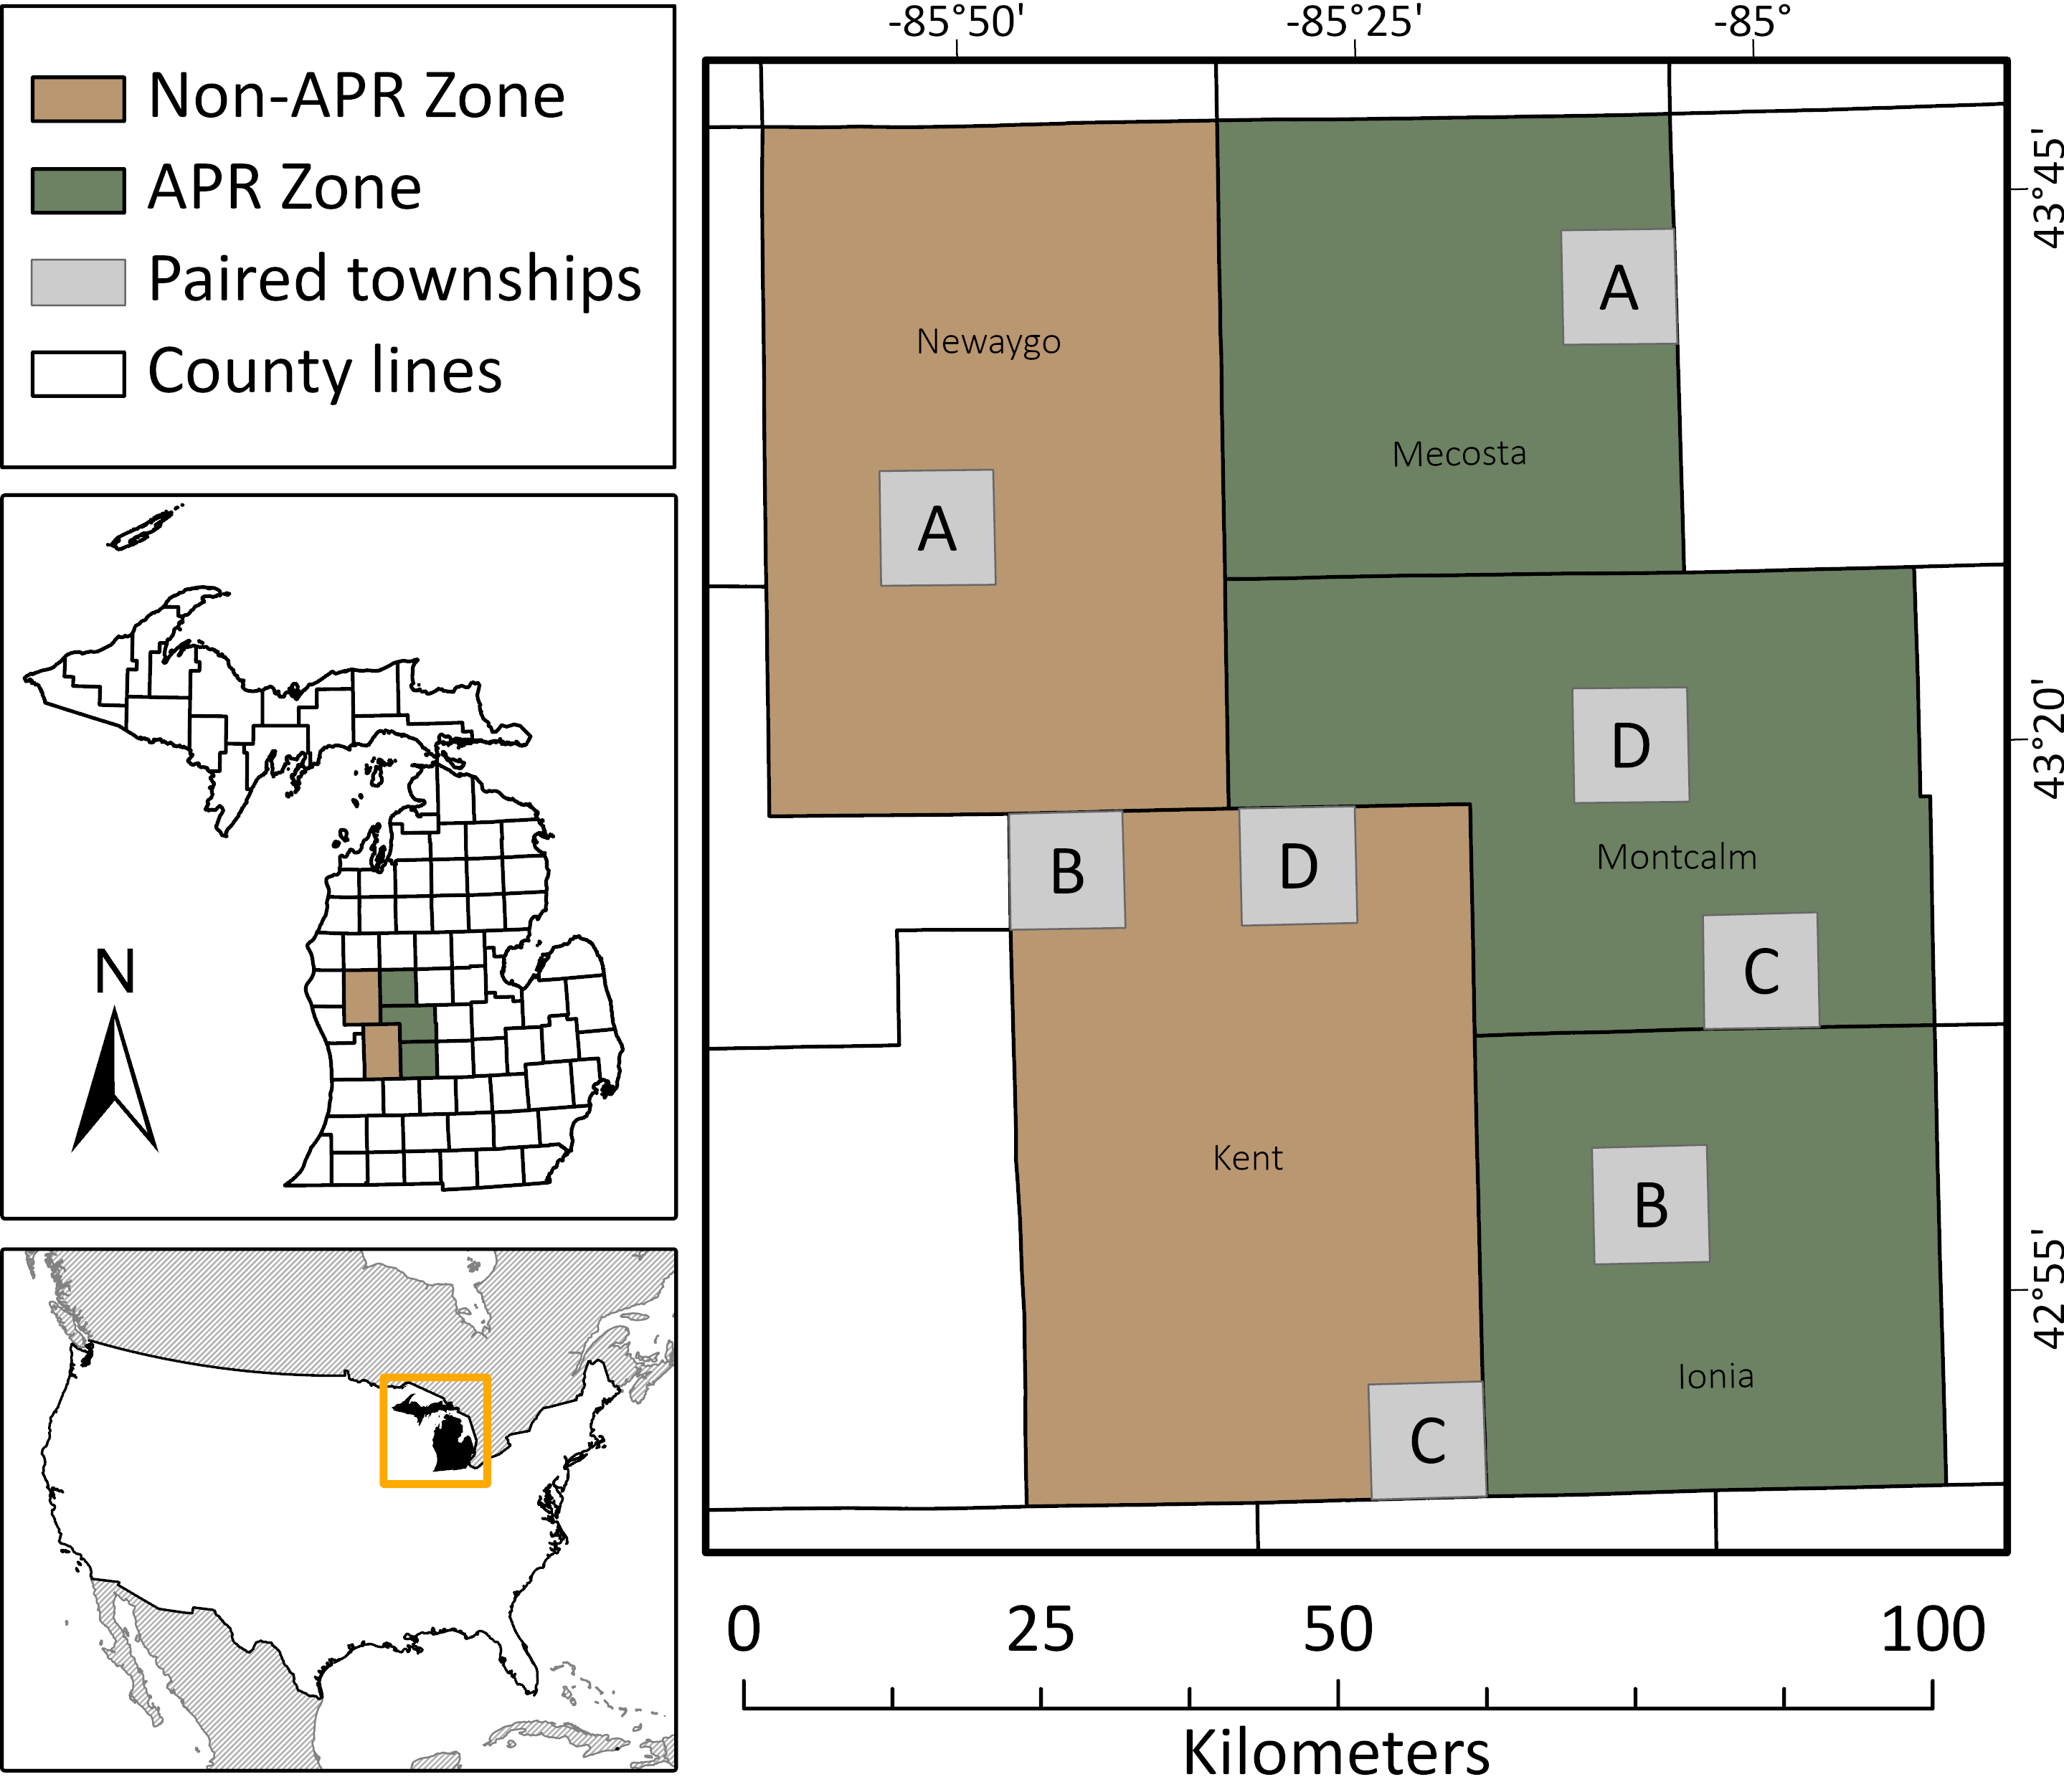 Non-APR Zone
APR Zone
Paired townships
County lines
N
-85°50'
-85°25'
-85°
43°45'
43°20'
42°55'
A
Newaygo
Mecosta
A
D
B
D
Montcalm
C
Kent
B
Ionia
C
0 25 50 100
Kilometers